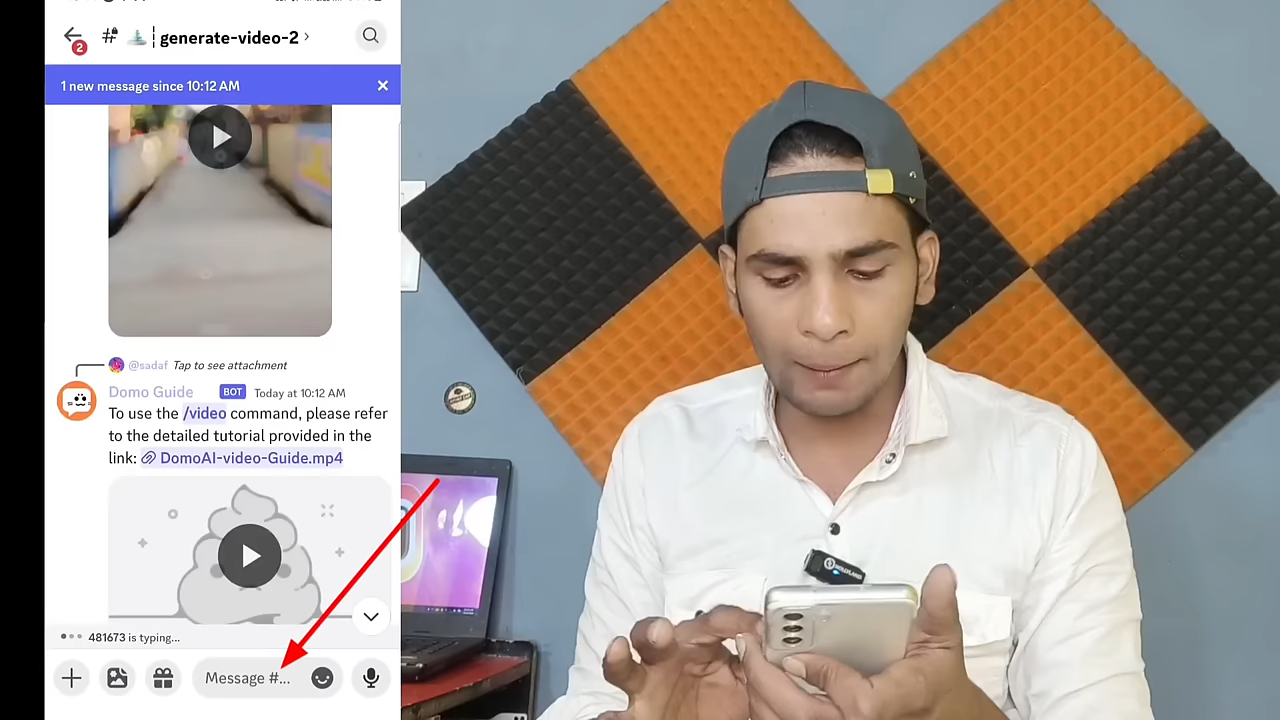 generate-video-2
2
1 new message since 10:12 AM
@sadaf Tap to see attachment
Domo Guide BOT Today at 10:12 AM
To use the /video command, please refer
to the detailed tutorial provided in the
link: DomoAI-video-Guide.mp4
481673 is typing...
Message #...